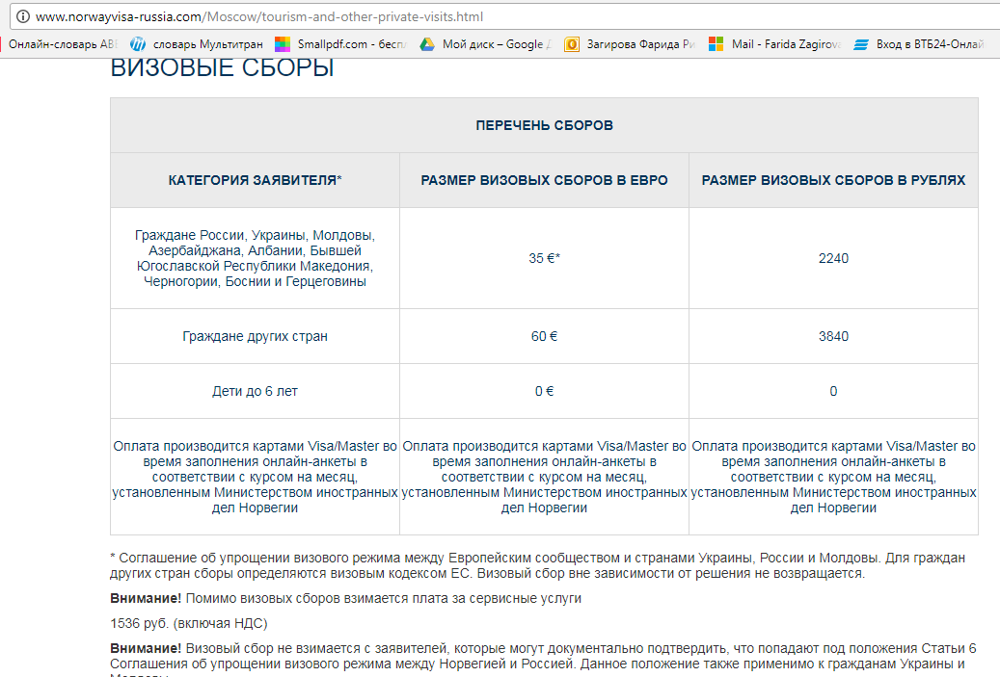 www.norwayvisa-russia.com/Moscow/tourism-and-other-private-visits.html
Онлайн-словарь AB словарь Мультитран Smallpdf.com - бесп Мой диск – Google Загирова Фарида Ри Mail - Farida Zagirova Вход в ВТБ24-Онлай
ВИЗОВЫЕ СБОРЫ
ПЕРЕЧЕНЬ СБОРОВ
КАТЕГОРИЯ ЗАЯВИТЕЛЯ* РАЗМЕР ВИЗОВЫХ СБОРОВ В ЕВРО РАЗМЕР ВИЗОВЫХ СБОРОВ В РУБЛЯХ
Граждане России, Украины, Молдовы,
Азербайджана, Албании, Бывшей
Югославской Республики Македония,
Черногории, Боснии и Герцеговины
35 €*
2240
Граждане других стран 60 € 3840
Дети до 6 лет 0 € 0
Оплата производится картами Visa/Master во
время заполнения онлайн-анкеты в
соответствии с курсом на месяц,
установленным Министерством иностранных
дел Норвегии
Оплата производится картами Visa/Master во
время заполнения онлайн-анкеты в
соответствии с курсом на месяц,
установленным Министерством иностранных
дел Норвегии
Оплата производится картами Visa/Master во
время заполнения онлайн-анкеты в
соответствии с курсом на месяц,
установленным Министерством иностранных
дел Норвегии
* Соглашение об упрощении визового режима между Европейским сообществом и странами Украины, России и Молдовы. Для граждан
других стран сборы определяются визовым кодексом ЕС. Визовый сбор вне зависимости от решения не возвращается.
Внимание! Помимо визовых сборов взимается плата за сервисные услуги
1536 руб. (включая НДС)
Внимание! Визовый сбор не взимается с заявителей, которые могут документально подтвердить, что попадают под положения Статьи 6
Соглашения об упрощении визового режима между Норвегией и Россией. Данное положение также применимо к гражданам Украины и